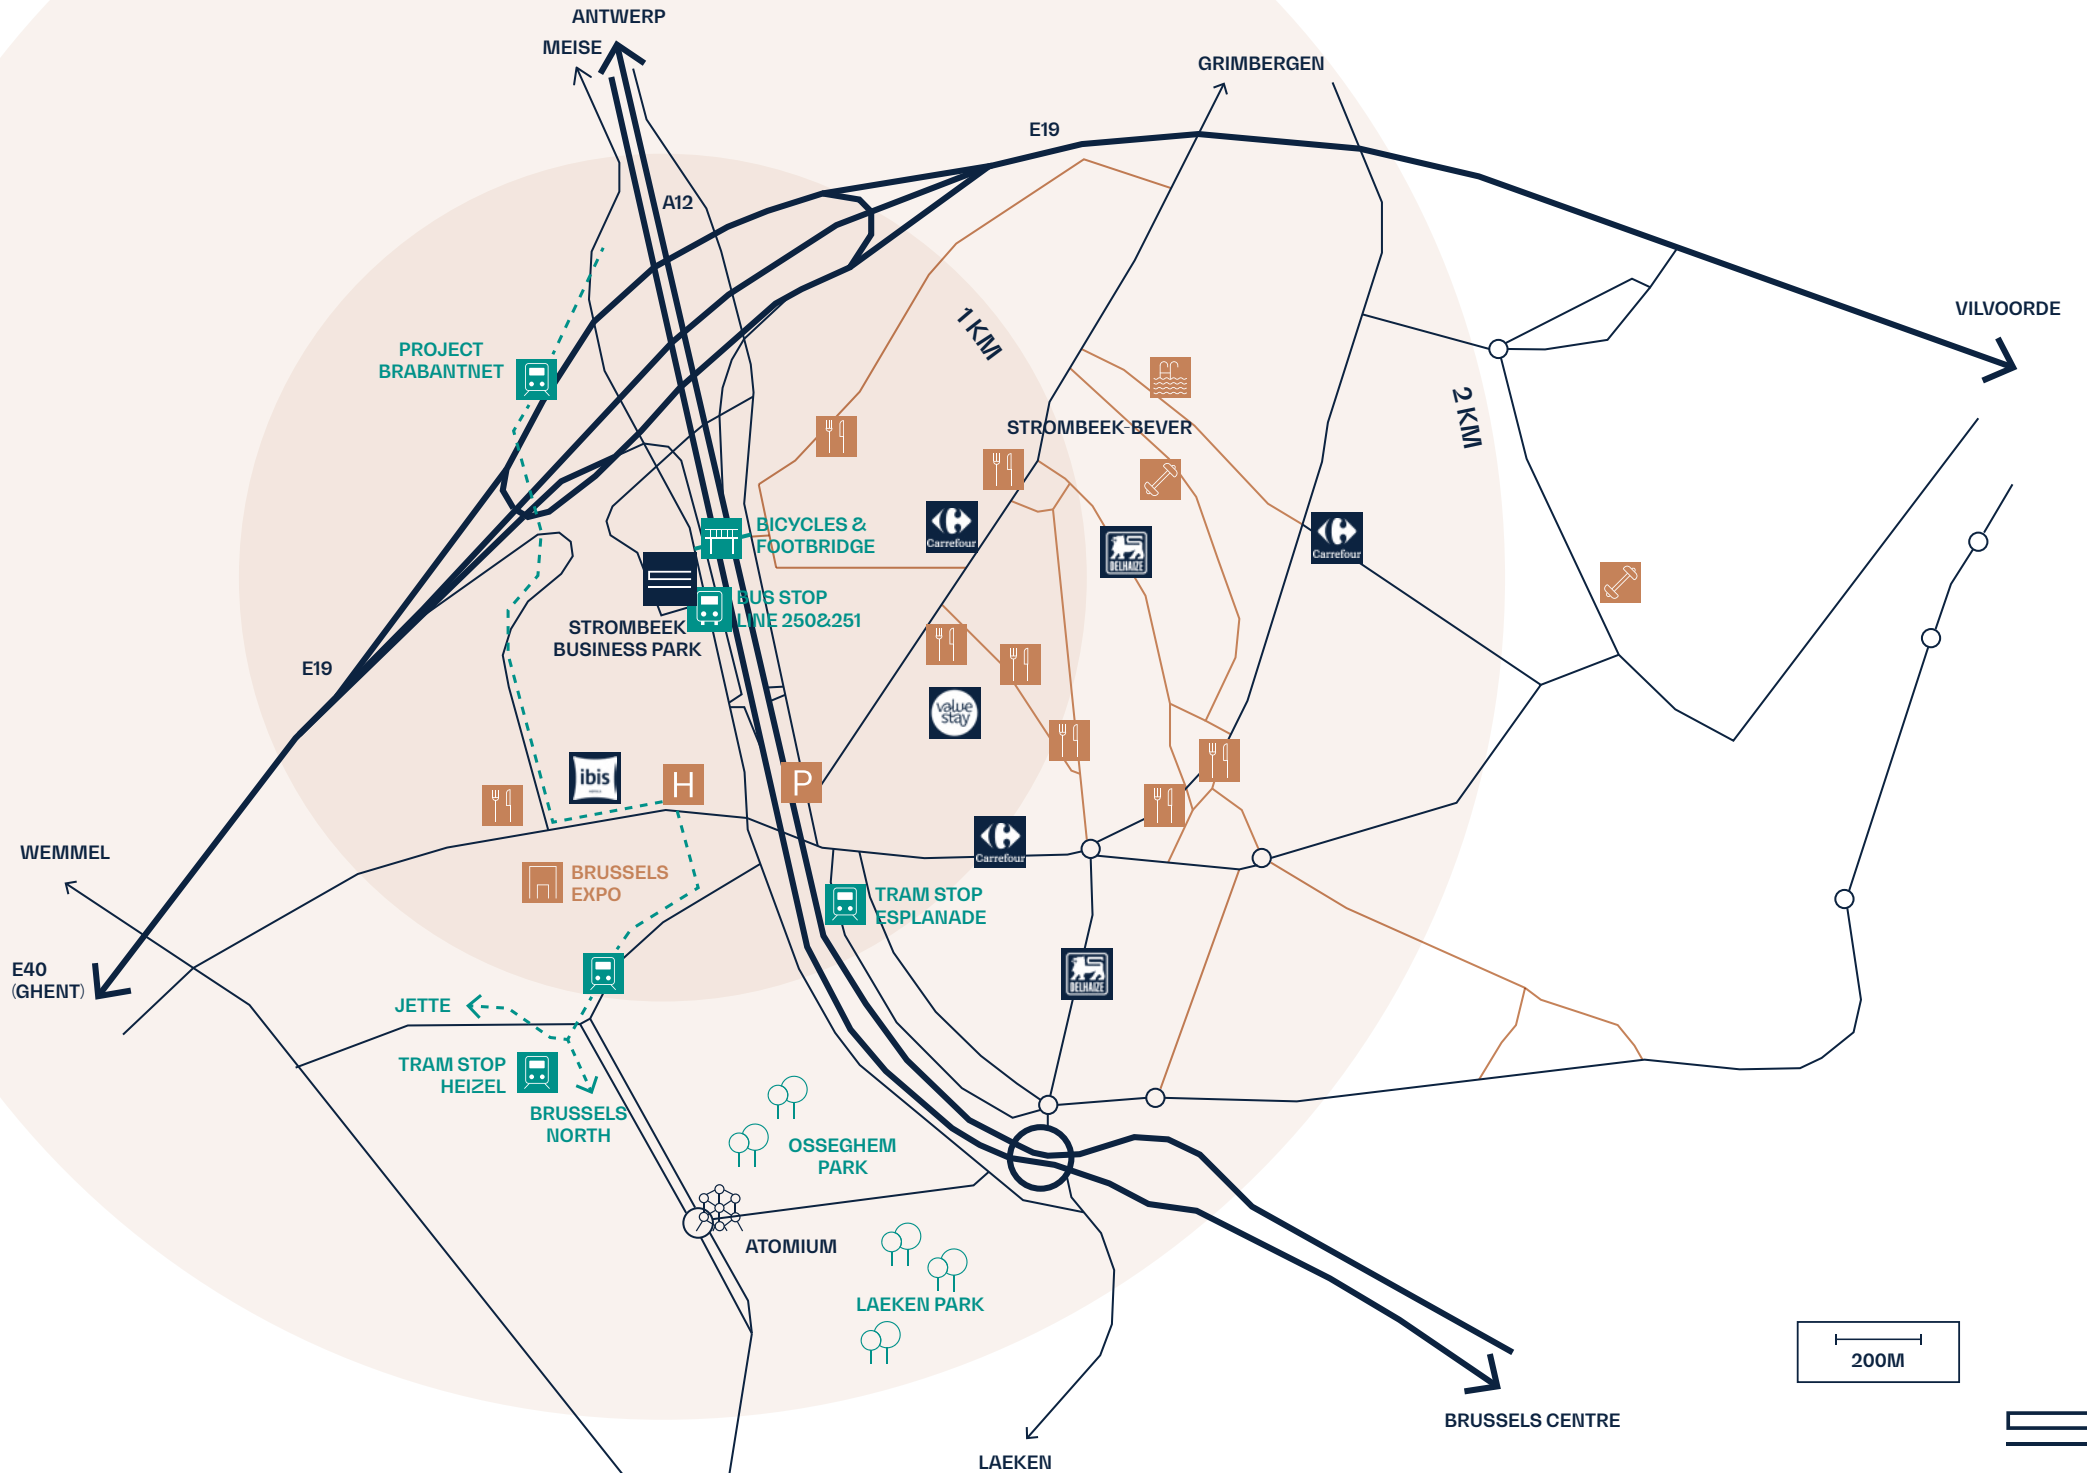 ANTWERP
MEISE
GRIMBERGEN
E19
A12
VILVOORDE
1 KM
PROJECT
BRABANTNET
2 KM
STROMBEEK-BEVER
BICYCLES &
FOOTBRIDGE
Carrefour
Carrefour
DELHAIZE
BUS STOP
LINE 250&251
STROMBEEK
BUSINESS PARK
E19
value
stay
ibis
HOTELS
H
P
Carrefour
WEMMEL
BRUSSELS
EXPO
TRAM STOP
ESPLANADE
E40
(GHENT)
DELHAIZE
JETTE
TRAM STOP
HEIZEL
BRUSSELS
NORTH
OSSEGHEM
PARK
ATOMIUM
LAEKEN PARK
200M
BRUSSELS CENTRE
LAEKEN